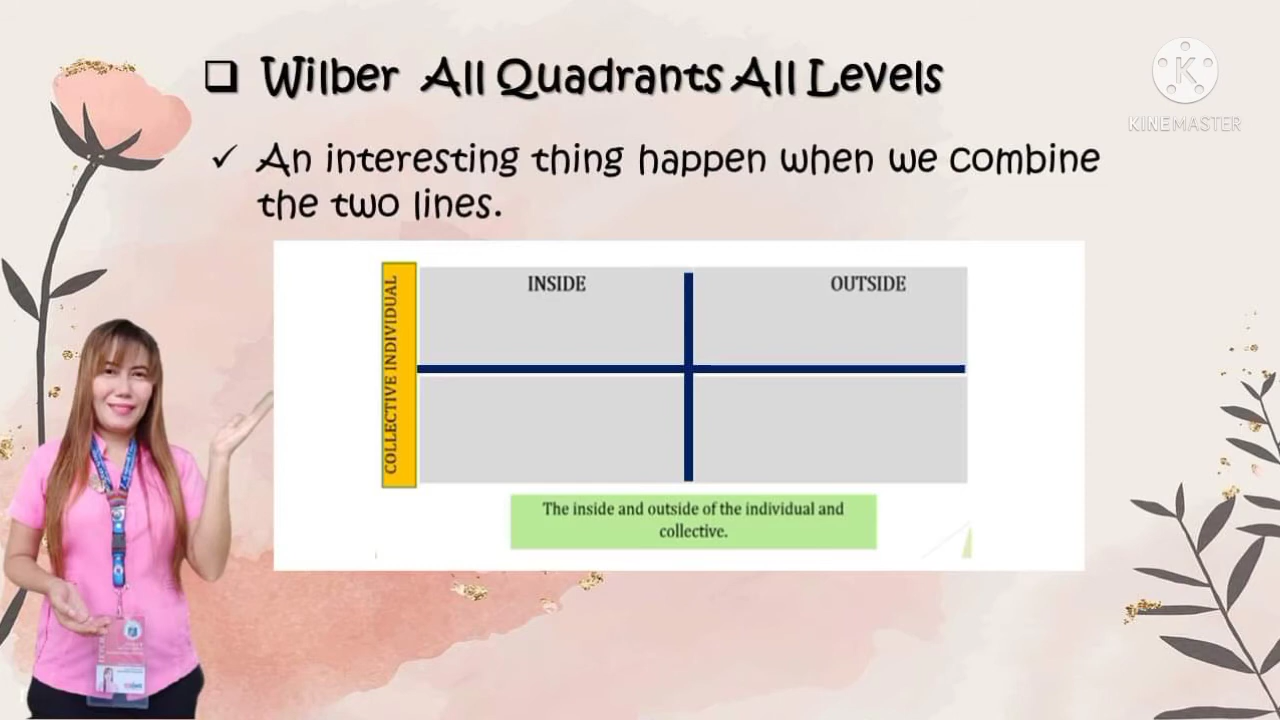 Wilber All Quadrants All Levels
KINEMASTER
An interesting thing happen when we combine
the two lines.
INSIDE
OUTSIDE
COLLECTIVE INDIVIDUAL
The inside and outside of the individual and
collective.